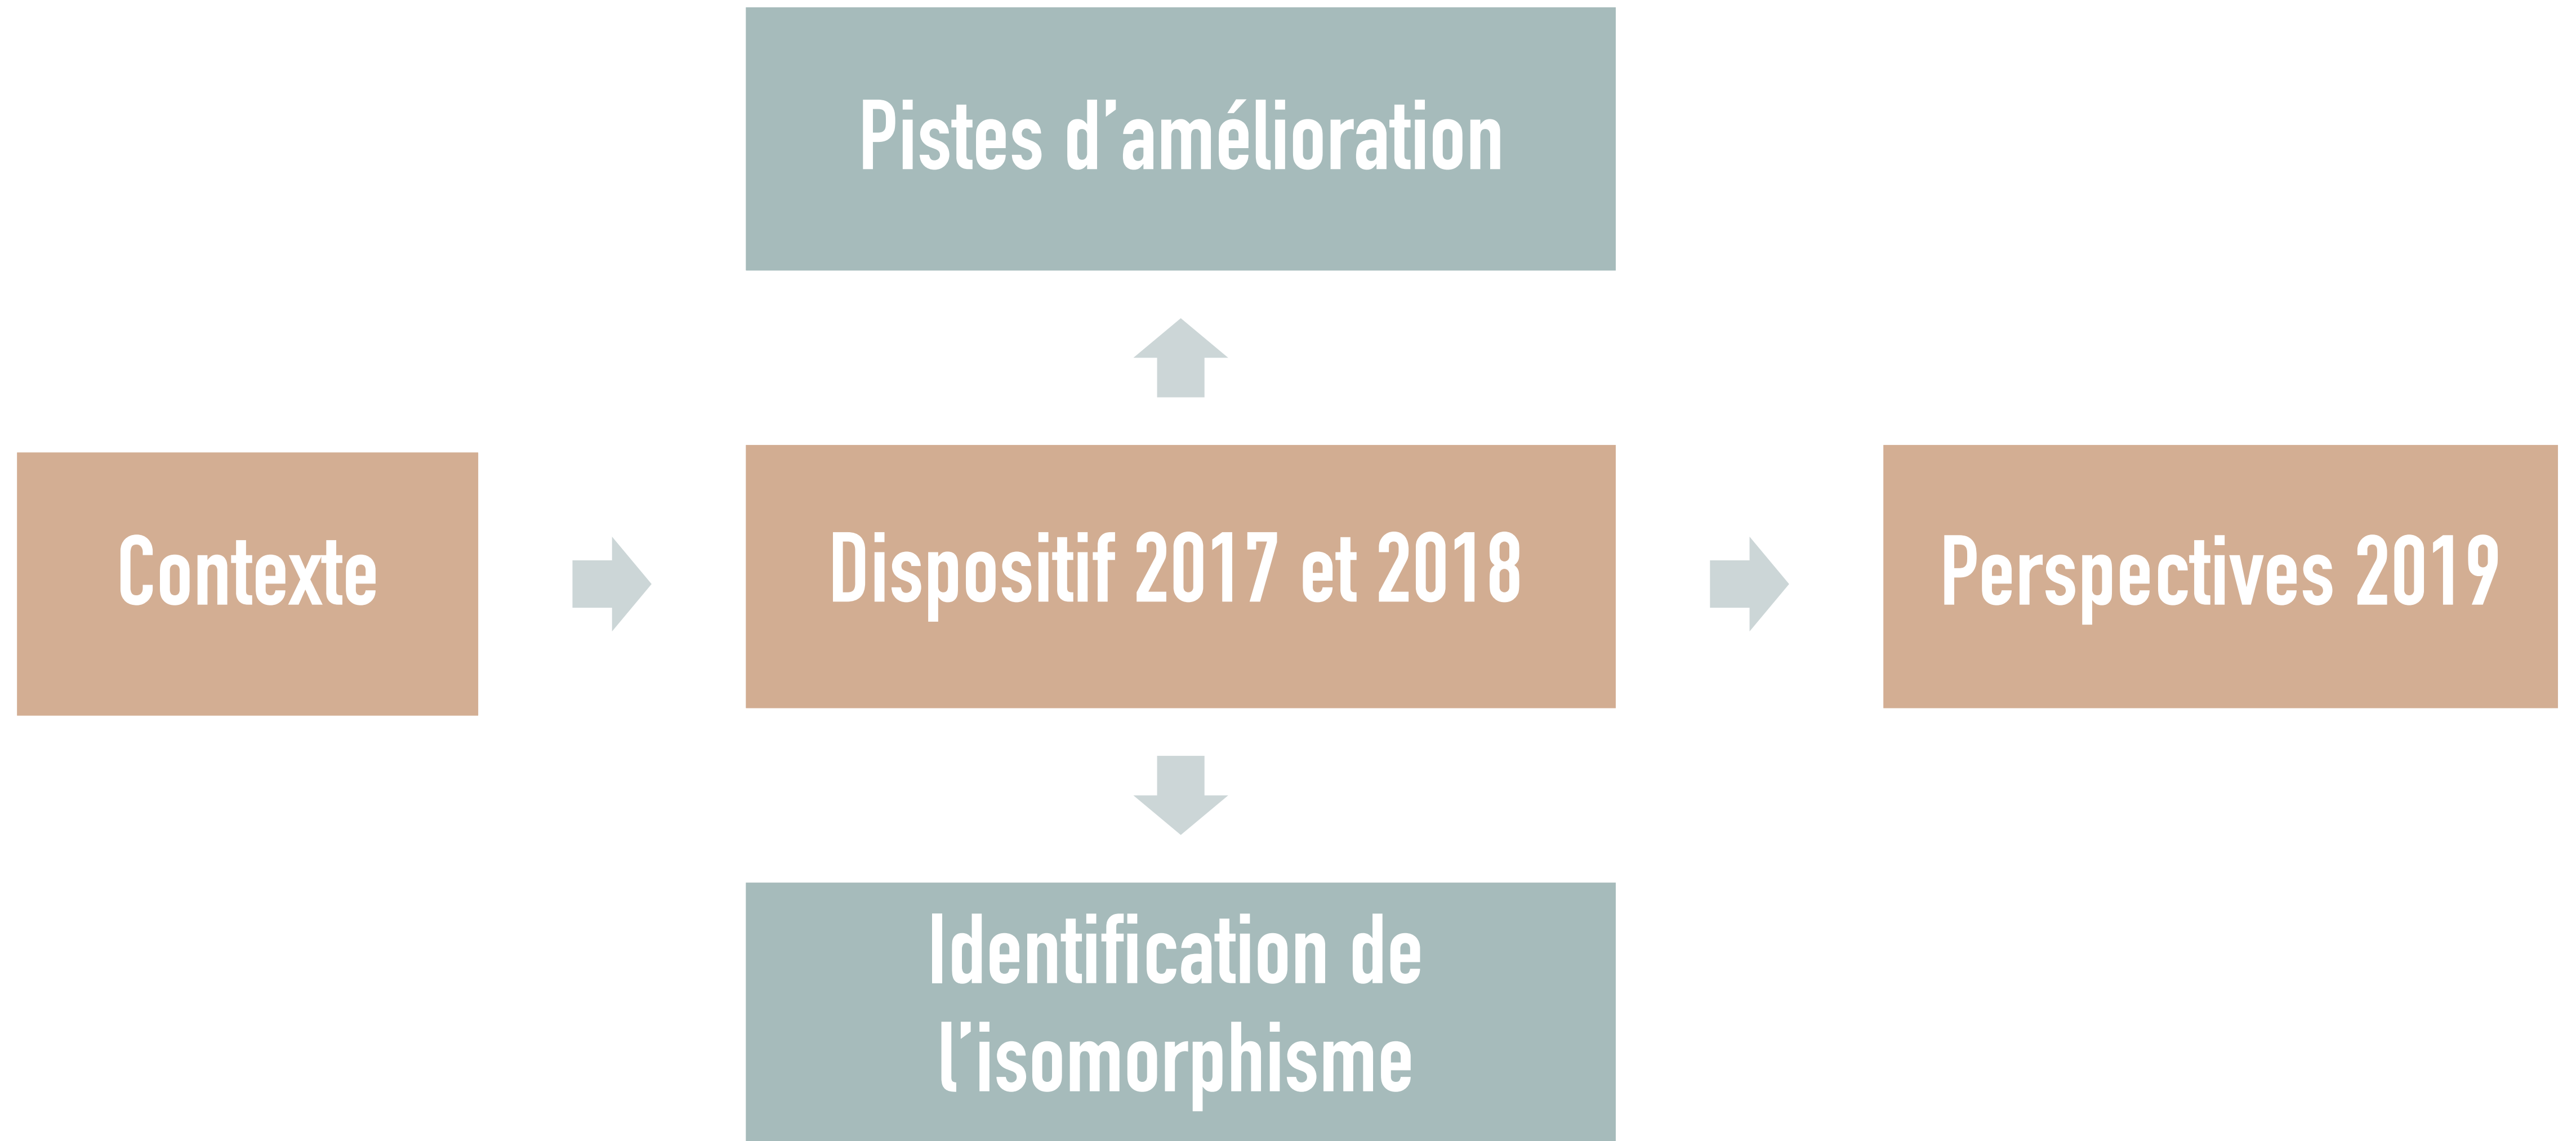 Pistes d’amélioration
Contexte
Dispositif 2017 et 2018
Perspectives 2019
Identification de
l’isomorphisme